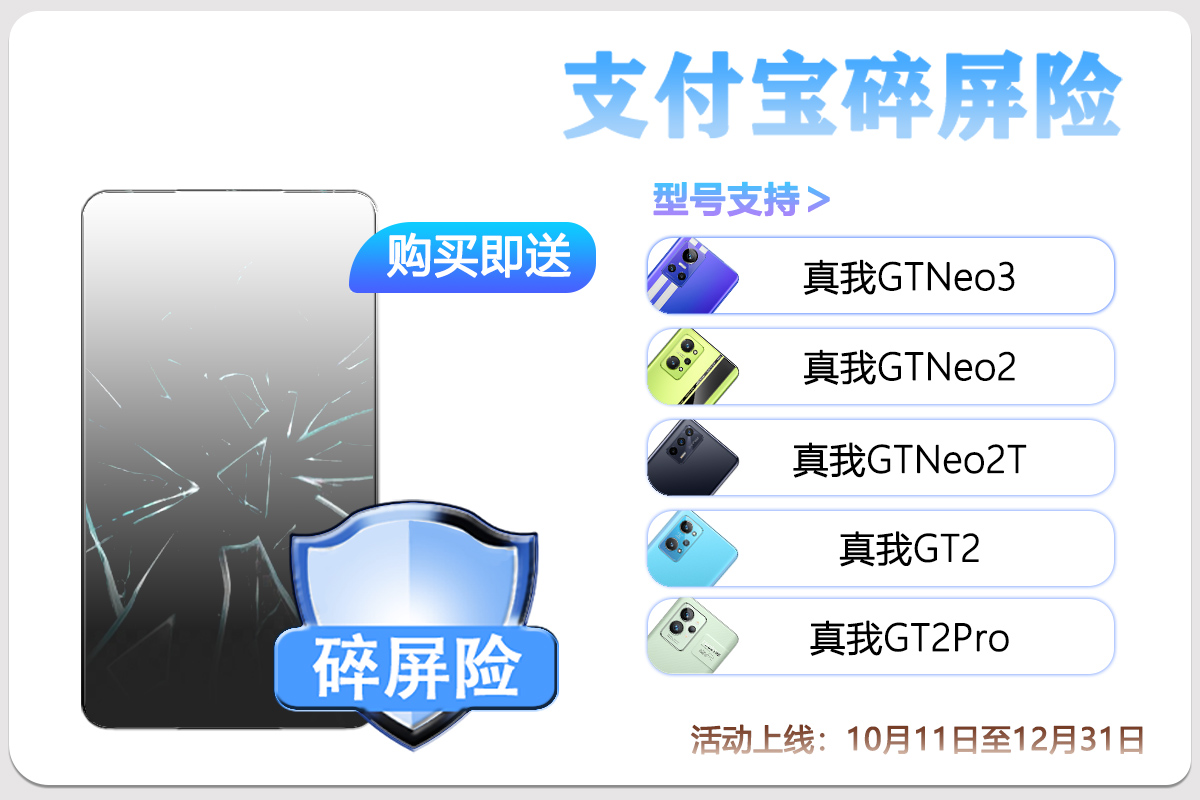 支付宝碎屏险
型号支持>
购买即送
真我GTNeo3
真我GTNeo2
真我GTNeo2T
真我GT2
真我GT2Pro
碎屏险
活动上线：10月11日至12月31日